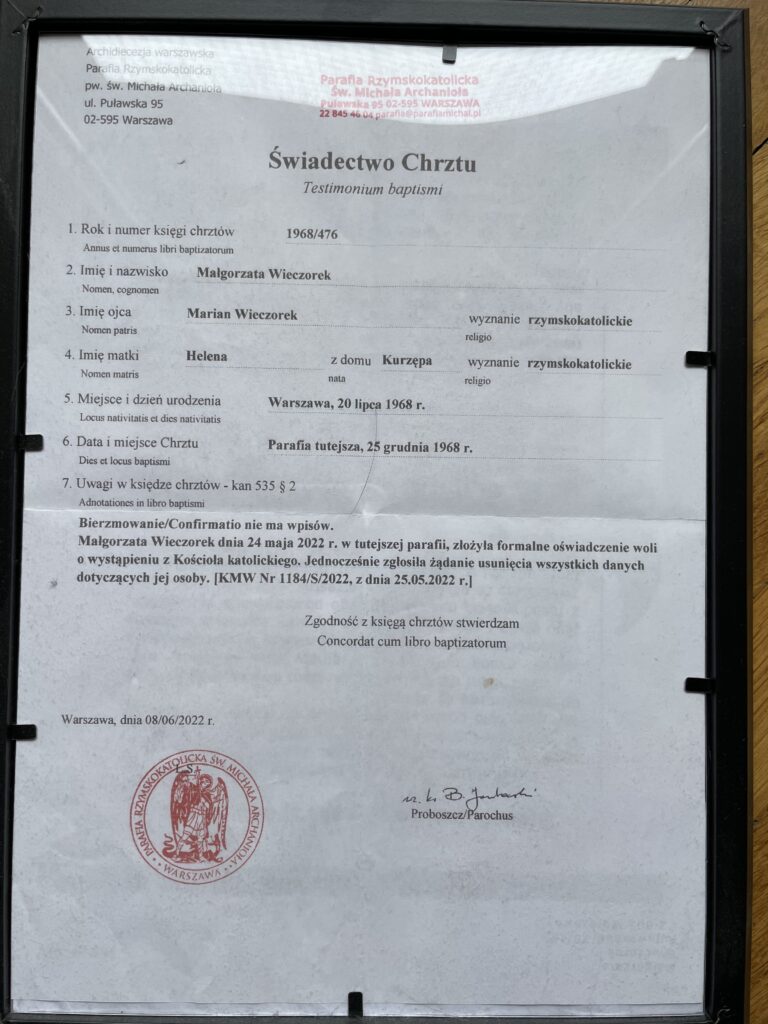 Archidiecezja warszawska
Parafia Rzymskokatolicka
pw. św. Michała Archanioła
ul. Puławska 95
02-595 Warszawa
Parafia Rzymskokatolicka
Św. Michała Archanioła
Puławska 95 02-595 WARSZAWA
22 845 46 04 parafia@parafiamichal.pl
Świadectwo Chrztu
Testimonium baptismi
1. Rok i numer księgi chrztów 1968/476
Annus et numerus libri baptizatorum
2. Imię i nazwisko Małgorzata Wieczorek
Nomen, cognomen
3. Imię ojca Marian Wieczorek wyznanie rzymskokatolickie
Nomen patris religio
4. Imię matki Helena z domu Kurzępa wyznanie rzymskokatolickie
Nomen matris nata religio
5. Miejsce i dzień urodzenia Warszawa, 20 lipca 1968 r.
Locus nativitatis et dies nativitatis
6. Data i miejsce Chrztu Parafia tutejsza, 25 grudnia 1968 r.
Dies et locus baptismi
7. Uwagi w księdze chrztów - kan 535 § 2
Adnotationes in libro baptismi
Bierzmowanie/Confirmatio nie ma wpisów.
Małgorzata Wieczorek dnia 24 maja 2022 r. w tutejszej parafii, złożyła formalne oświadczenie woli
o wystąpieniu z Kościoła katolickiego. Jednocześnie zgłosiła żądanie usunięcia wszystkich danych
dotyczących jej osoby. [KMW Nr 1184/S/2022, z dnia 25.05.2022 r.]
Zgodność z księgą chrztów stwierdzam
Concordat cum libro baptizatorum
Warszawa, dnia 08/06/2022 r.
L.S.
PARAFIA RZYMSKOKATOLICKA ŚW. MICHAŁA ARCHANIOŁA
WARSZAWA
Proboszcz/Parochus